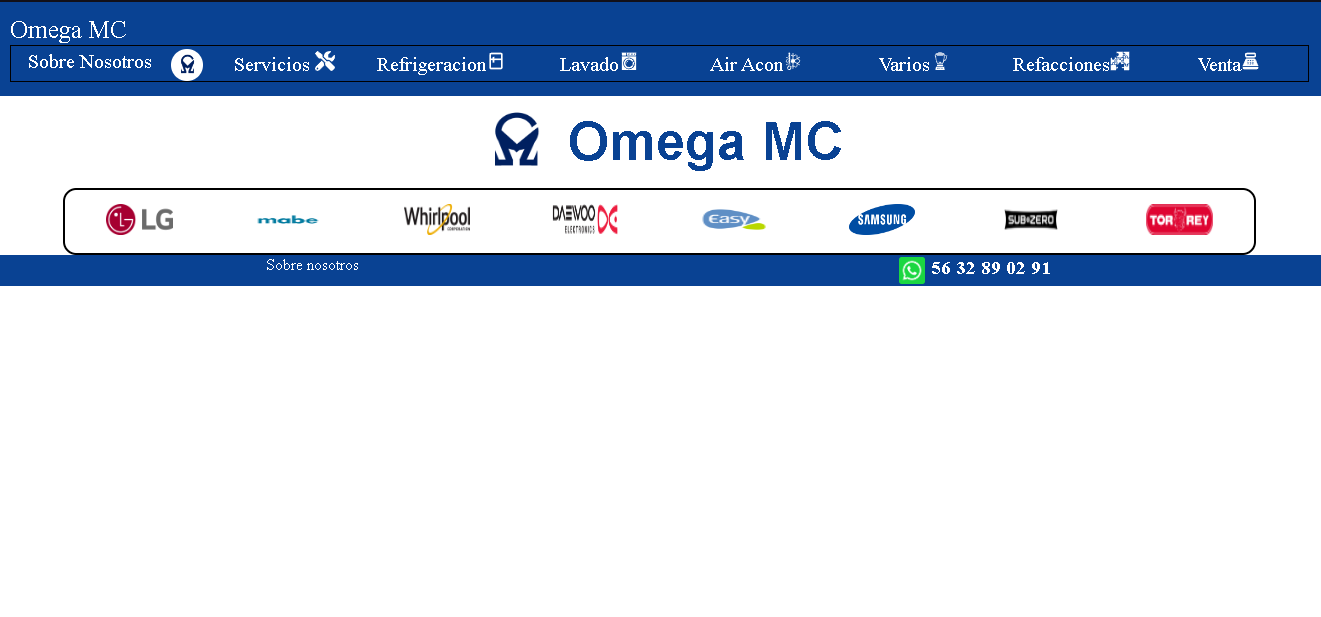 Omega MC
Sobre Nosotros Servicios Refrigeracion Lavado Air Acon Varios Refacciones Venta
Omega MC
LG mabe Whirlpool CORPORATION DAEWOO ELECTRONICS Easy SAMSUNG SUB-ZERO TOR REY
Sobre nosotros 56 32 89 02 91